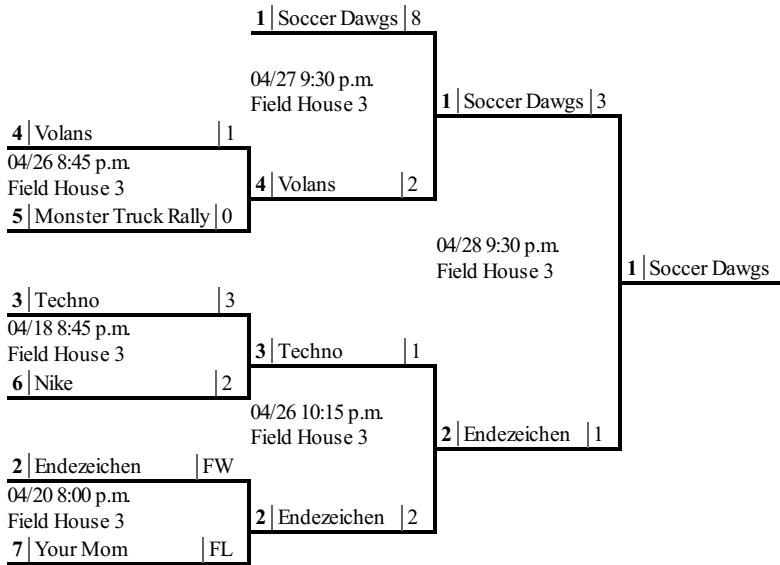 1 Soccer Dawgs 8
04/27 9:30 p.m.
Field House 3
1 Soccer Dawgs 3
4 Volans 1
04/26 8:45 p.m.
Field House 3
4 Volans 2
5 Monster Truck Rally 0
04/28 9:30 p.m.
Field House 3
1 Soccer Dawgs
3 Techno 3
04/18 8:45 p.m.
Field House 3
3 Techno 1
6 Nike 2
04/26 10:15 p.m.
Field House 3
2 Endezeichen 1
2 Endezeichen FW
04/20 8:00 p.m.
Field House 3
2 Endezeichen 2
7 Your Mom FL